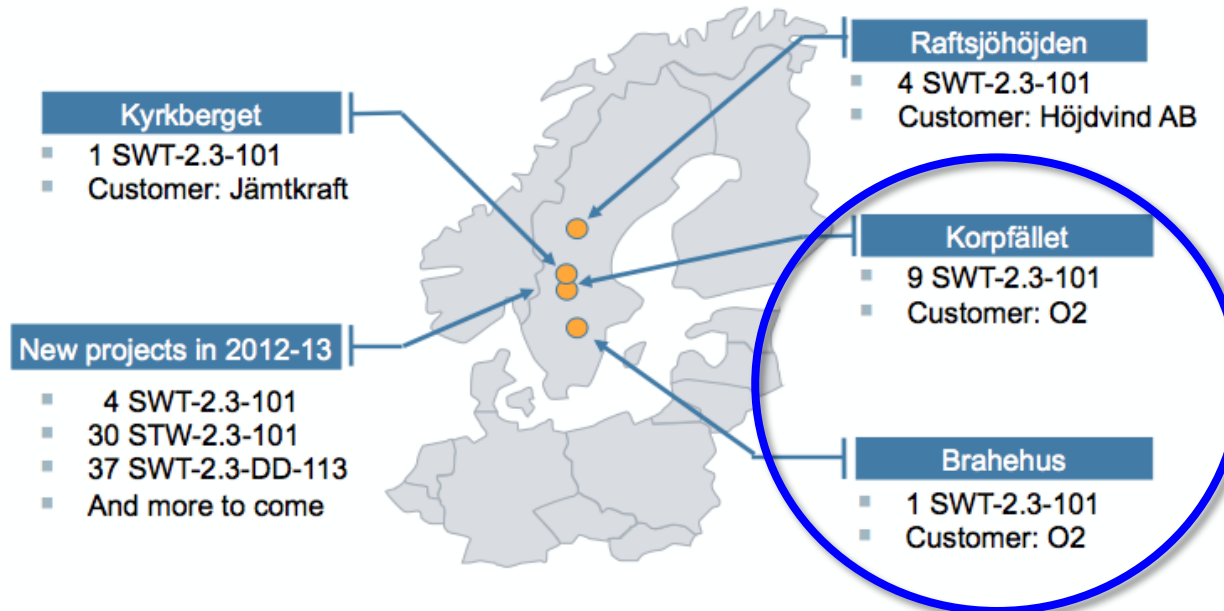 Kyrkberget
1 SWT-2.3-101
Customer: Jämtkraft
New projects in 2012-13
4 SWT-2.3-101
30 STW-2.3-101
37 SWT-2.3-DD-113
And more to come
Raftsjöhöjden
4 SWT-2.3-101
Customer: Höjdvind AB
Korpfället
9 SWT-2.3-101
Customer: O2
Brahehus
1 SWT-2.3-101
Customer: O2